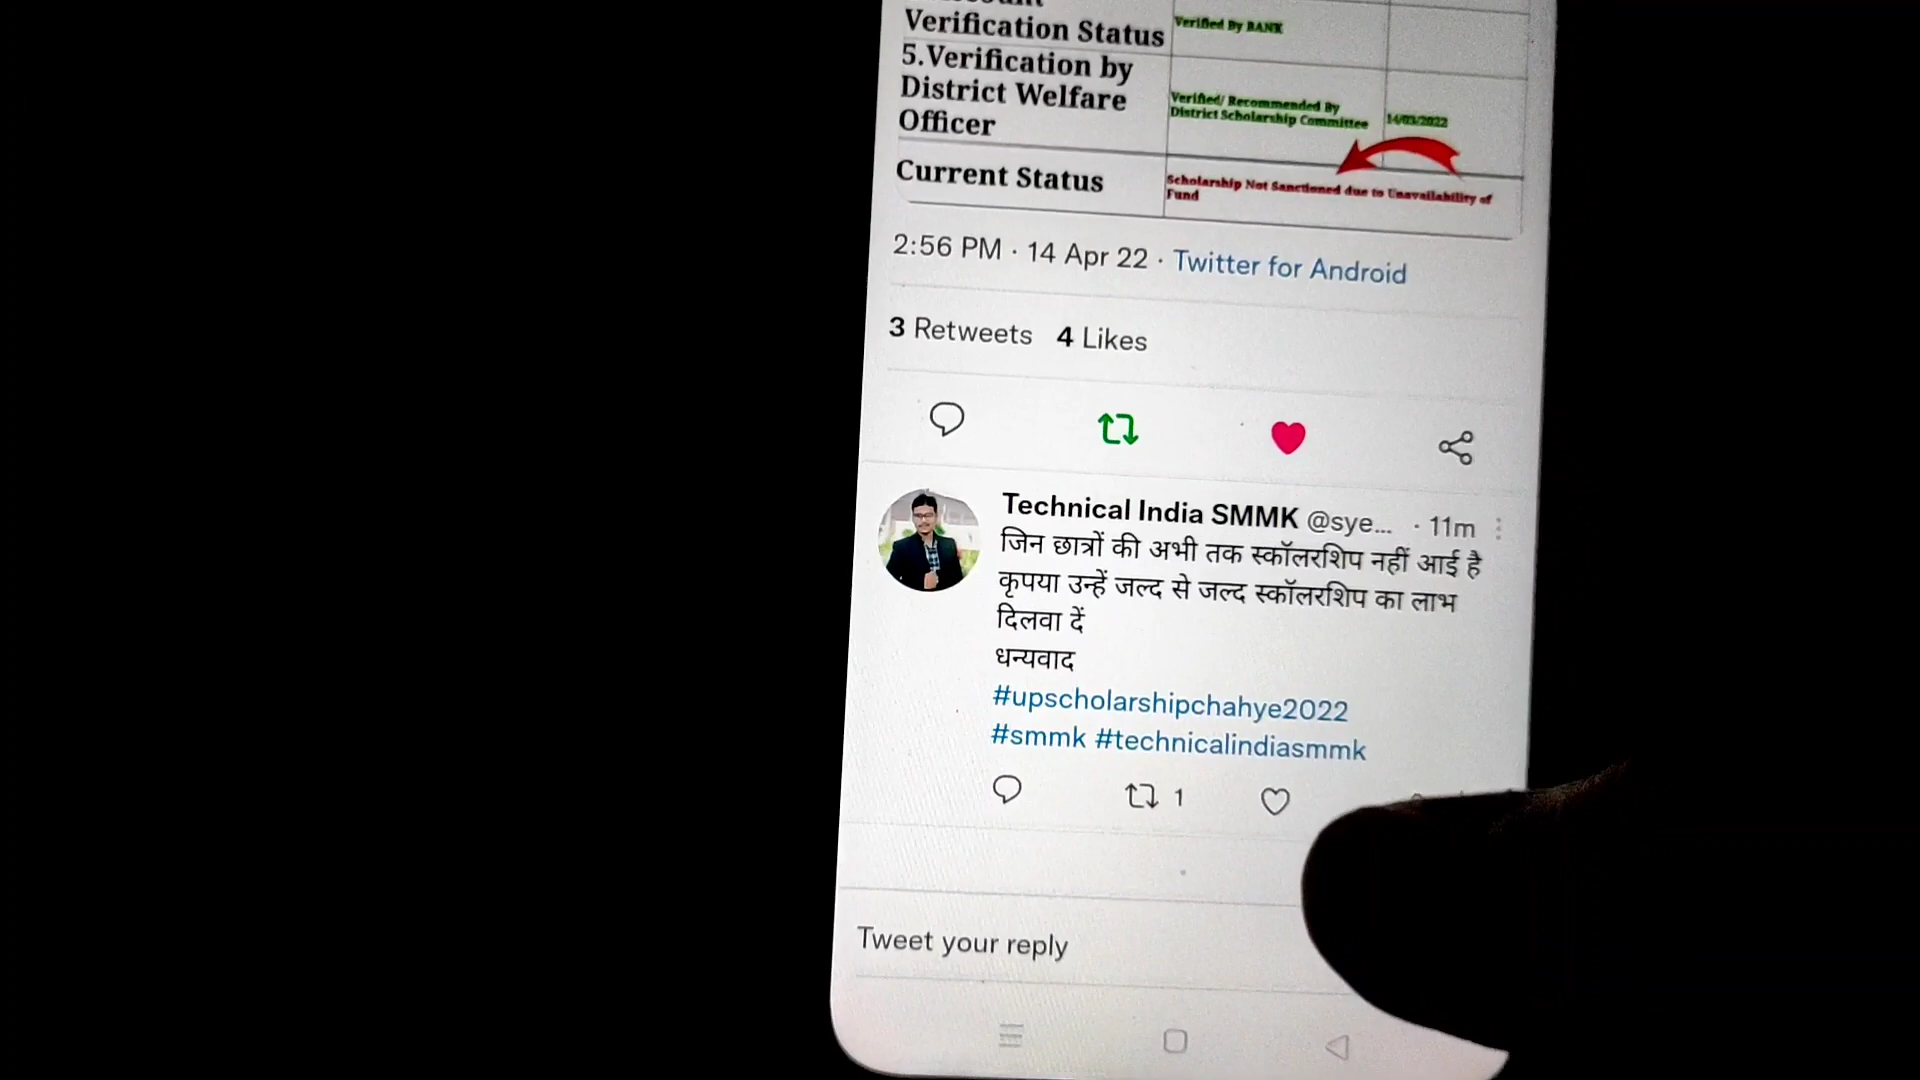 Verification Status
Verified By BANK
5.Verification by
District Welfare
Officer
Verified/ Recommended By
District Scholarship Committee
14/03/2022
Current Status
Scholarship Not Sanctioned due to Unavailability of
Fund
2:56 PM · 14 Apr 22 · Twitter for Android
3 Retweets 4 Likes
Technical India SMMK @sye... · 11m
जिन छात्रों की अभी तक स्कॉलरशिप नहीं आई है
कृपया उन्हें जल्द से जल्द स्कॉलरशिप का लाभ
दिलवा दें
धन्यवाद
#upscholarshipchahye2022
#smmk #technicalindiasmmk
1
Tweet your reply